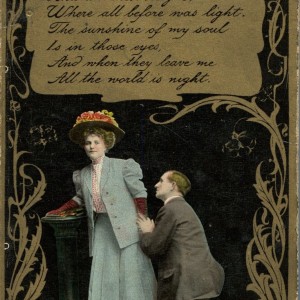 Where all before was light.
The sunshine of my soul
Is in those eyes,
And when they leave me
All the world is night.